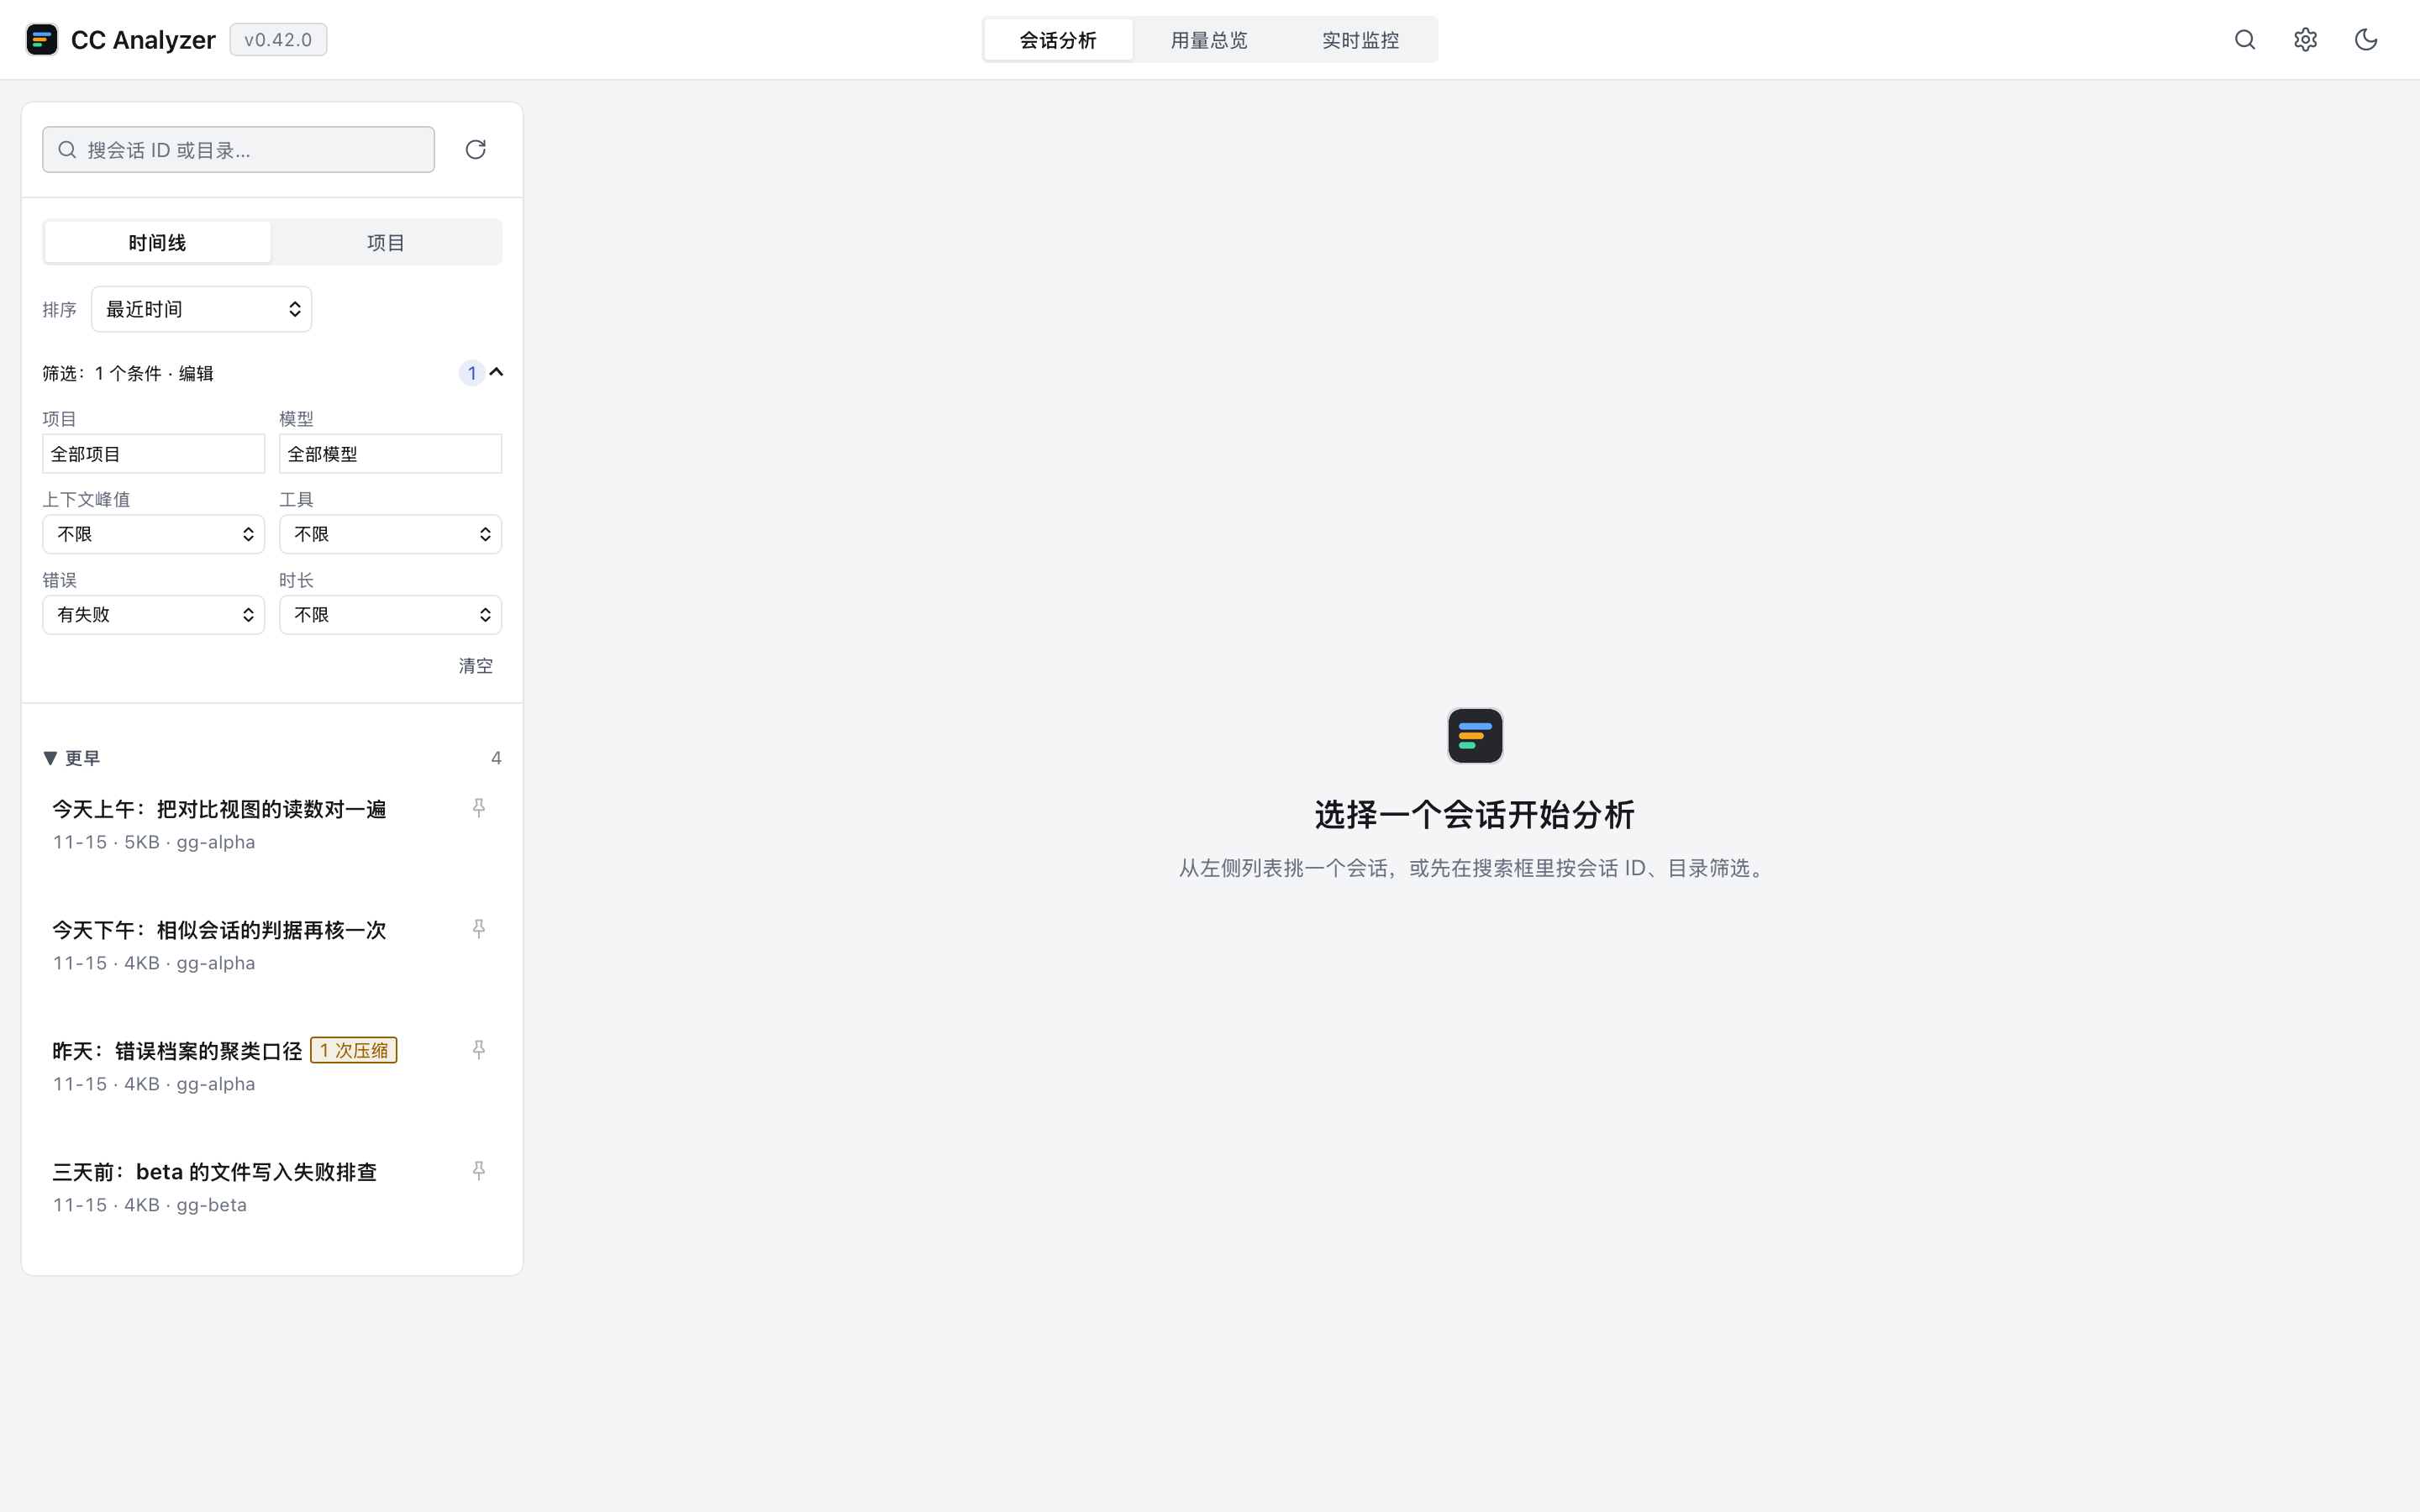 CC Analyzer v0.42.0
会话分析 用量总览 实时监控
搜会话 ID 或目录...
时间线 项目
排序 最近时间
筛选：1 个条件 · 编辑 1
项目 模型
全部项目 全部模型
上下文峰值 工具
不限 不限
错误 时长
有失败 不限
清空
更早 4
今天上午：把对比视图的读数对一遍
11-15 · 5KB · gg-alpha
今天下午：相似会话的判据再核一次
11-15 · 4KB · gg-alpha
昨天：错误档案的聚类口径 1 次压缩
11-15 · 4KB · gg-alpha
三天前：beta 的文件写入失败排查
11-15 · 4KB · gg-beta
选择一个会话开始分析
从左侧列表挑一个会话，或先在搜索框里按会话 ID、目录筛选。